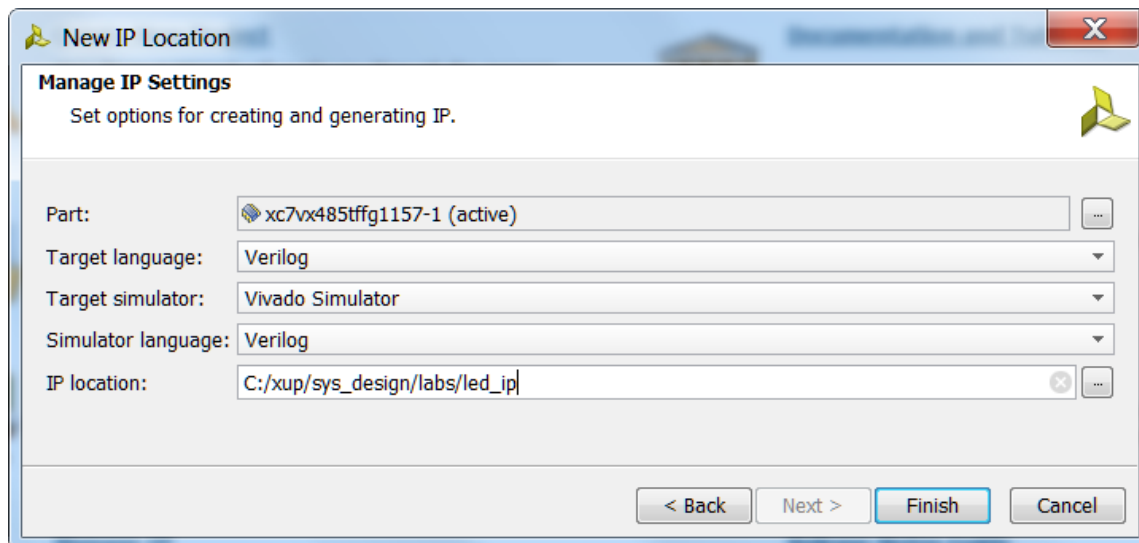 New IP Location
Manage IP Settings
Set options for creating and generating IP.
Part: xc7vx485tffg1157-1 (active) ...
Target language: Verilog
Target simulator: Vivado Simulator
Simulator language: Verilog
IP location: C:/xup/sys_design/labs/led_ip ...
< Back Next > Finish Cancel